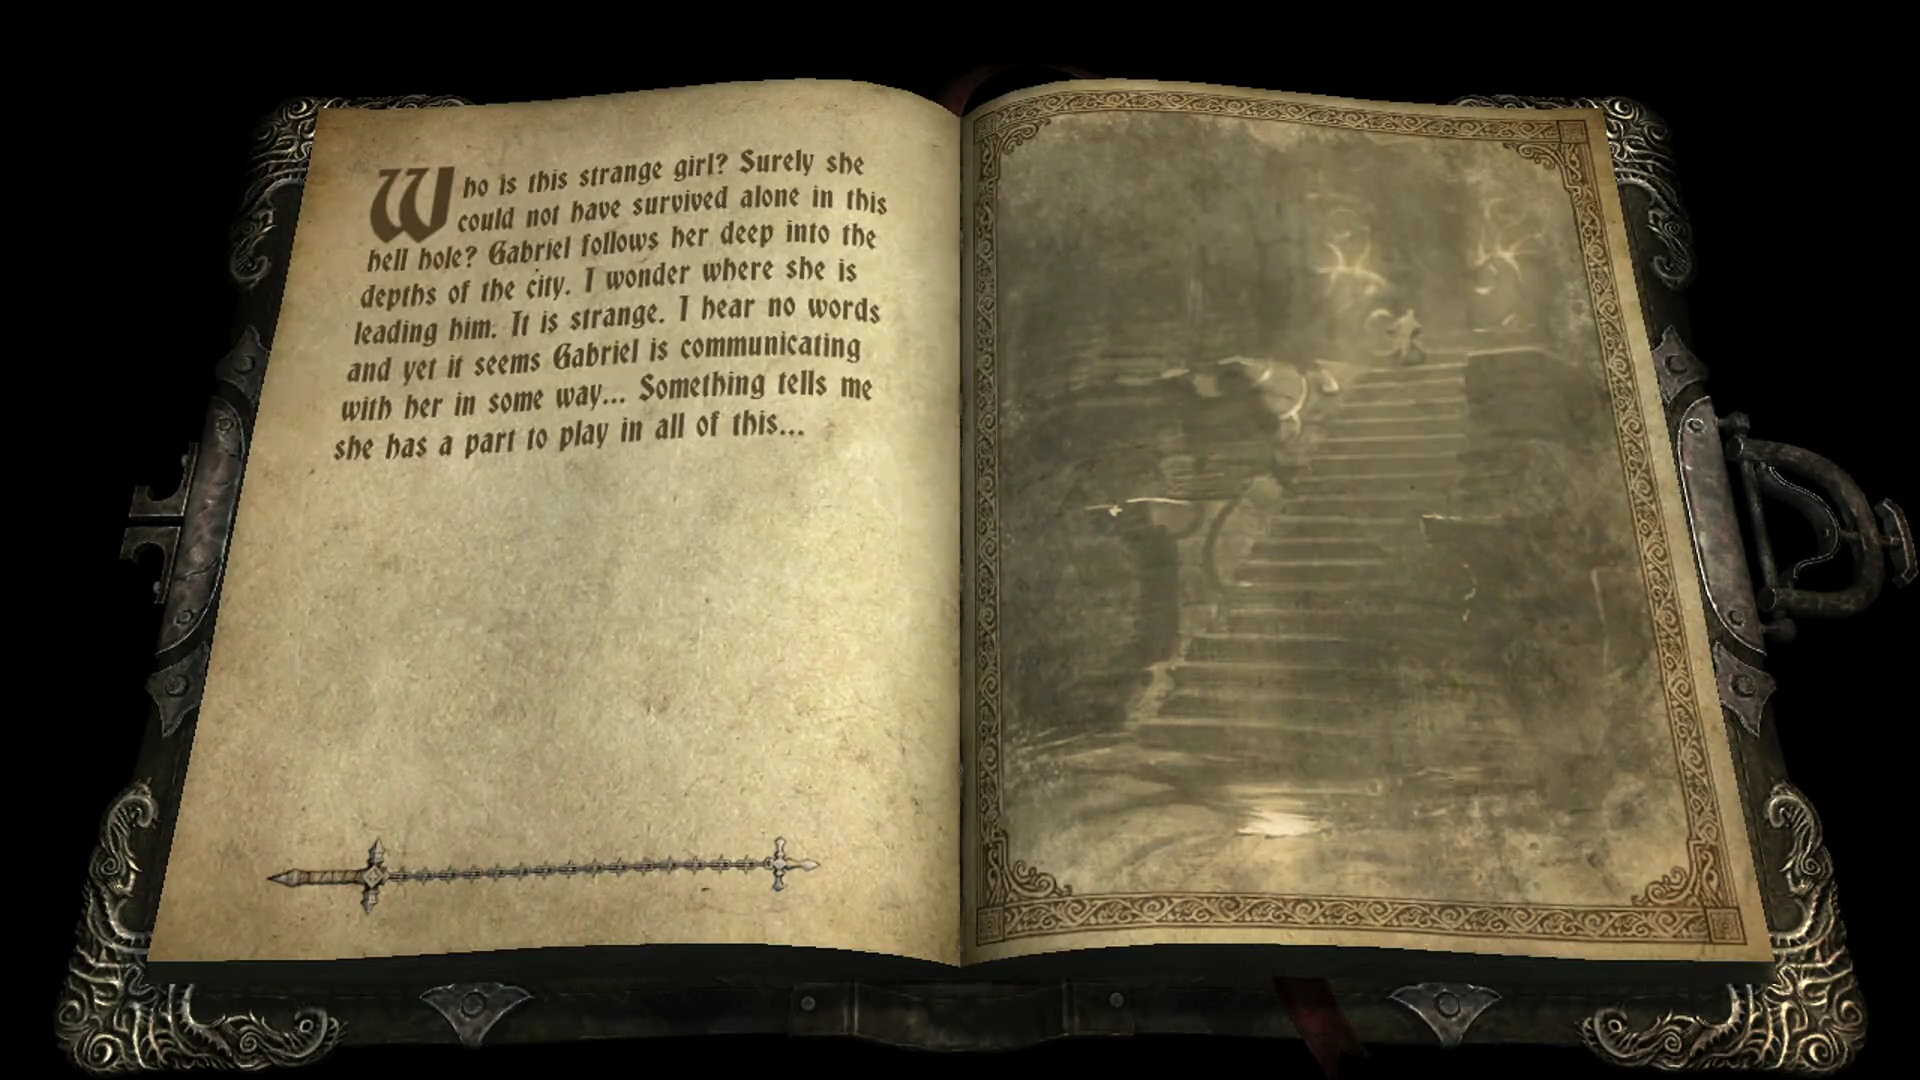 Who is this strange girl? Surely she
could not have survived alone in this
hell hole? Gabriel follows her deep into the
depths of the city. I wonder where she is
leading him. It is strange. I hear no words
and yet it seems Gabriel is communicating
with her in some way... Something tells me
she has a part to play in all of this...